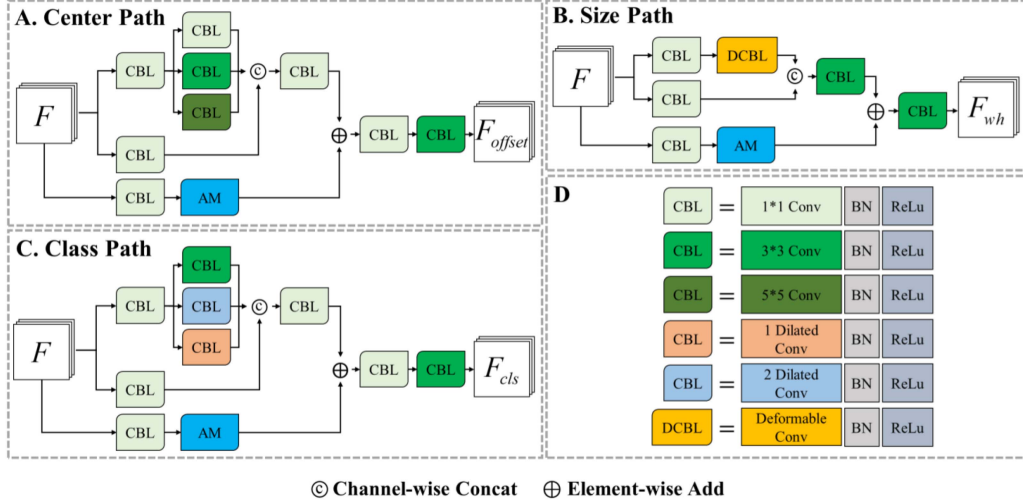 A. Center Path
CBL
CBL
CBL
CBL
©
CBL
F
CBL
⊕
CBL
CBL
F_offset
CBL
AM
B. Size Path
CBL
DCBL
F
©
CBL
CBL
⊕
CBL
F_wh
CBL
AM
C. Class Path
CBL
CBL
CBL
CBL
©
CBL
F
CBL
⊕
CBL
CBL
F_cls
CBL
AM
D
CBL = 1*1 Conv BN ReLu
CBL = 3*3 Conv BN ReLu
CBL = 5*5 Conv BN ReLu
CBL = 1 Dilated Conv BN ReLu
CBL = 2 Dilated Conv BN ReLu
DCBL = Deformable Conv BN ReLu
© Channel-wise Concat ⊕ Element-wise Add